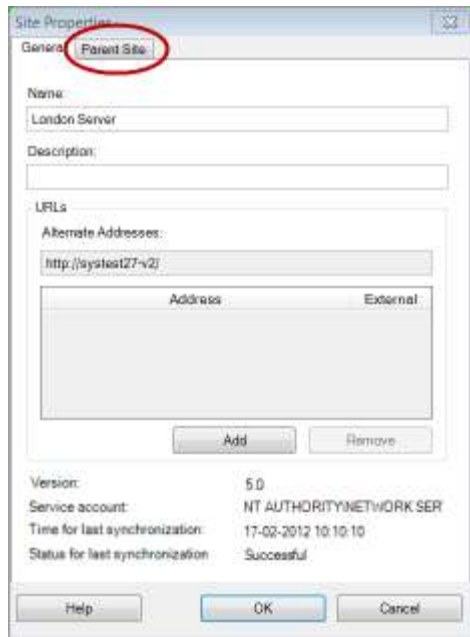 Site Properties
General Parent Site
Name:
London Server
Description:
URLs
Alternate Addresses:
http://systest27-v2/
Address External
Add Remove
Version: 5.0
Service account: NT AUTHORITY\NETWORK SER
Time for last synchronization: 17-02-2012 10:10:10
Status for last synchronization Successful
Help OK Cancel